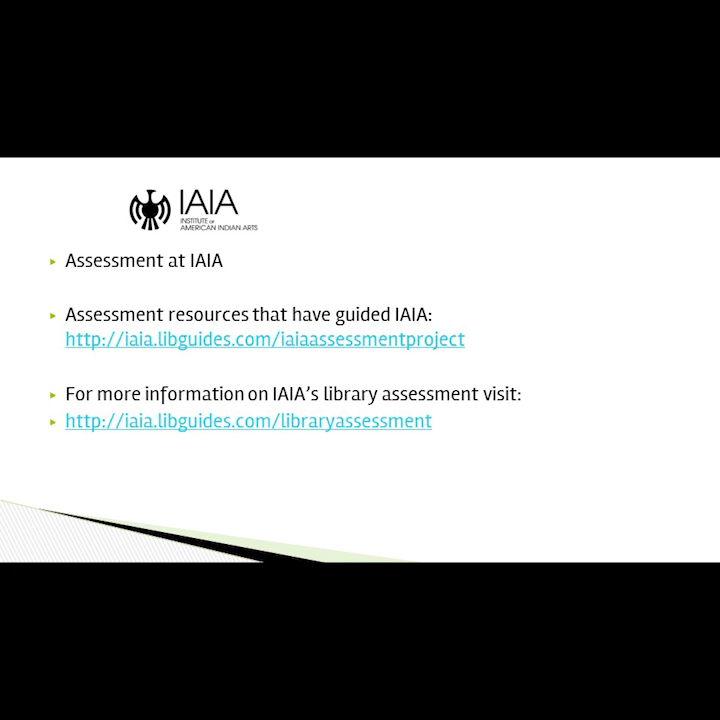 IAIA
INSTITUTE OF
AMERICAN INDIAN ARTS
Assessment at IAIA
Assessment resources that have guided IAIA:
http://iaia.libguides.com/iaiaassessmentproject
For more information on IAIA’s library assessment visit:
http://iaia.libguides.com/libraryassessment